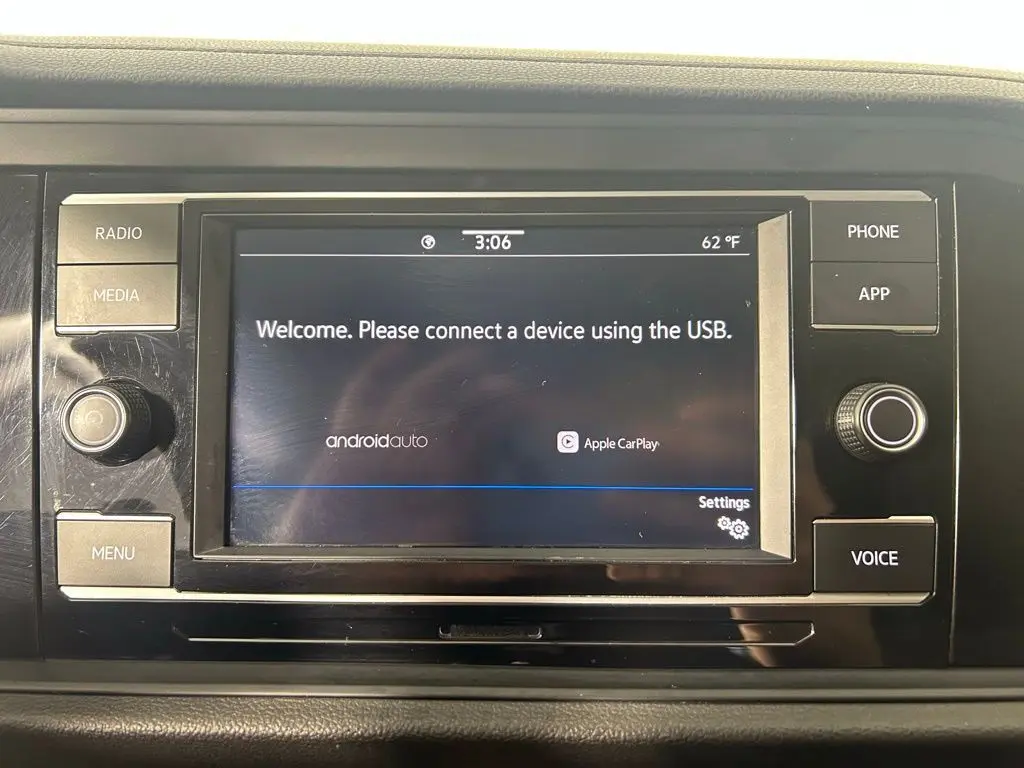 RADIO
MEDIA
MENU
3:06
62 °F
Welcome. Please connect a device using the USB.
androidauto
Apple CarPlay
Settings
PHONE
APP
VOICE